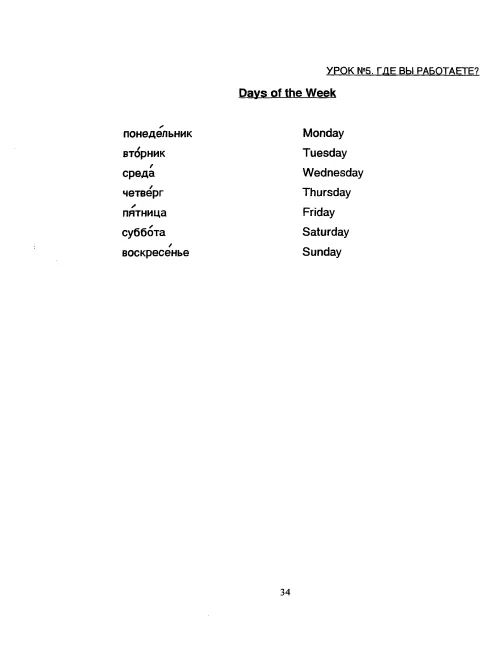 УРОК №5. ГДЕ ВЫ РАБОТАЕТЕ?
Days of the Week
понеде́льник Monday
вто́рник Tuesday
среда́ Wednesday
четве́рг Thursday
пя́тница Friday
суббо́та Saturday
воскресе́нье Sunday
34